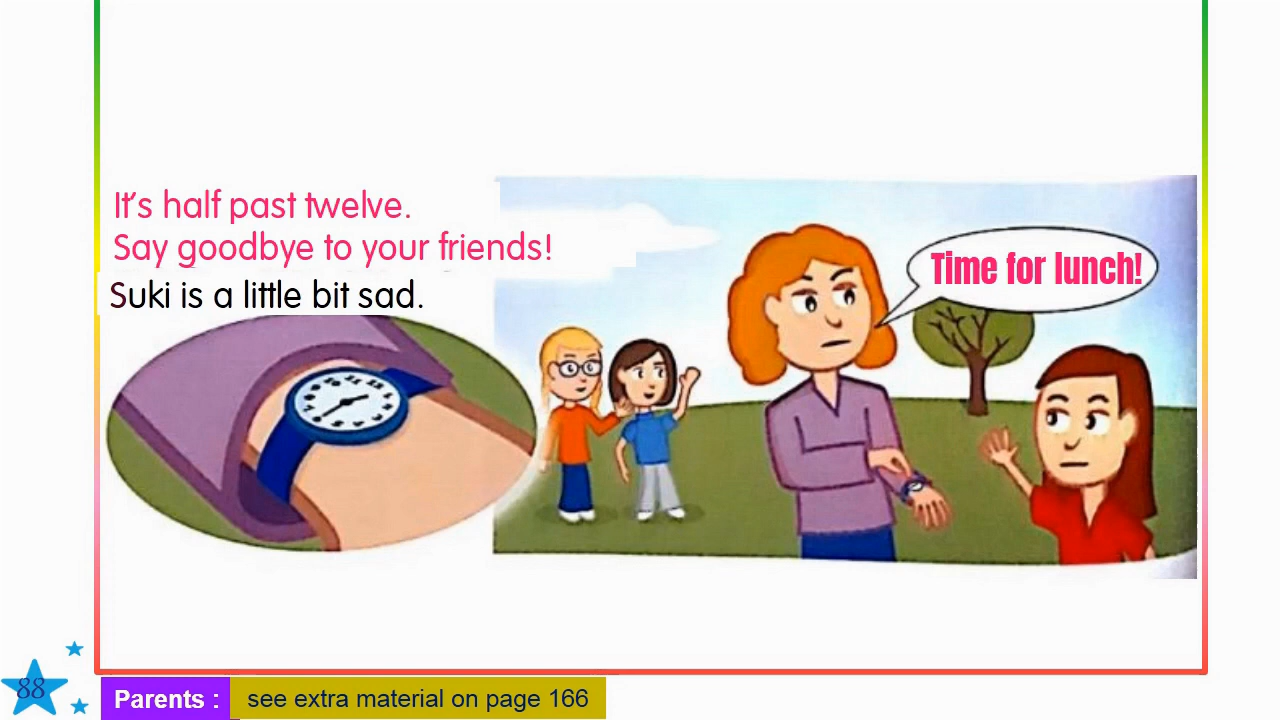 It's half past twelve.
Say goodbye to your friends!
Suki is a little bit sad.
Time for lunch!
88
Parents :
see extra material on page 166